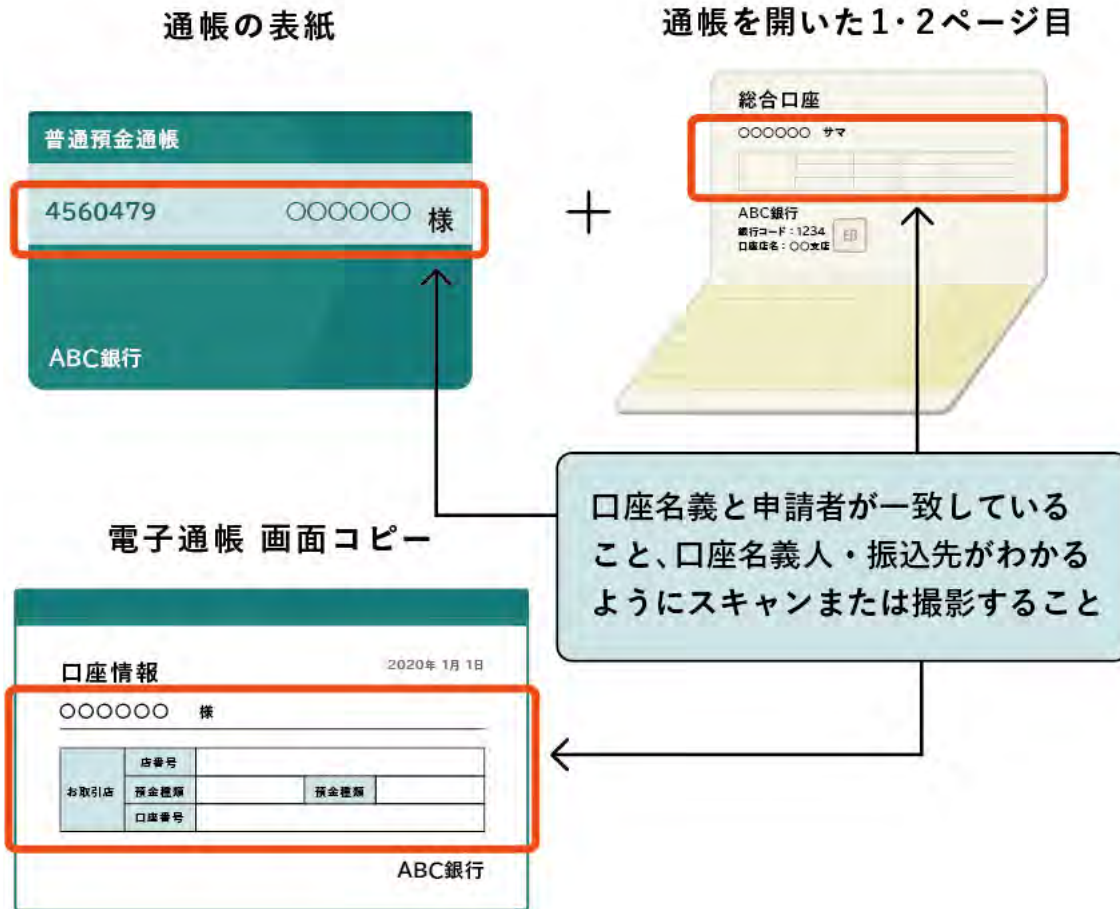 通帳の表紙
普通預金通帳
4560479 ○○○○○○ 様
ABC銀行
+
通帳を開いた1・2ページ目
総合口座
○○○○○○ サマ
ABC銀行
銀行コード：1234
口座店名：○○支店
印
口座名義と申請者が一致している
こと、口座名義人・振込先がわかる
ようにスキャンまたは撮影すること
電子通帳 画面コピー
口座情報 2020年 1月 1日
○○○○○○ 様
お取引店
店番号
預金種類 預金種類
口座番号
ABC銀行